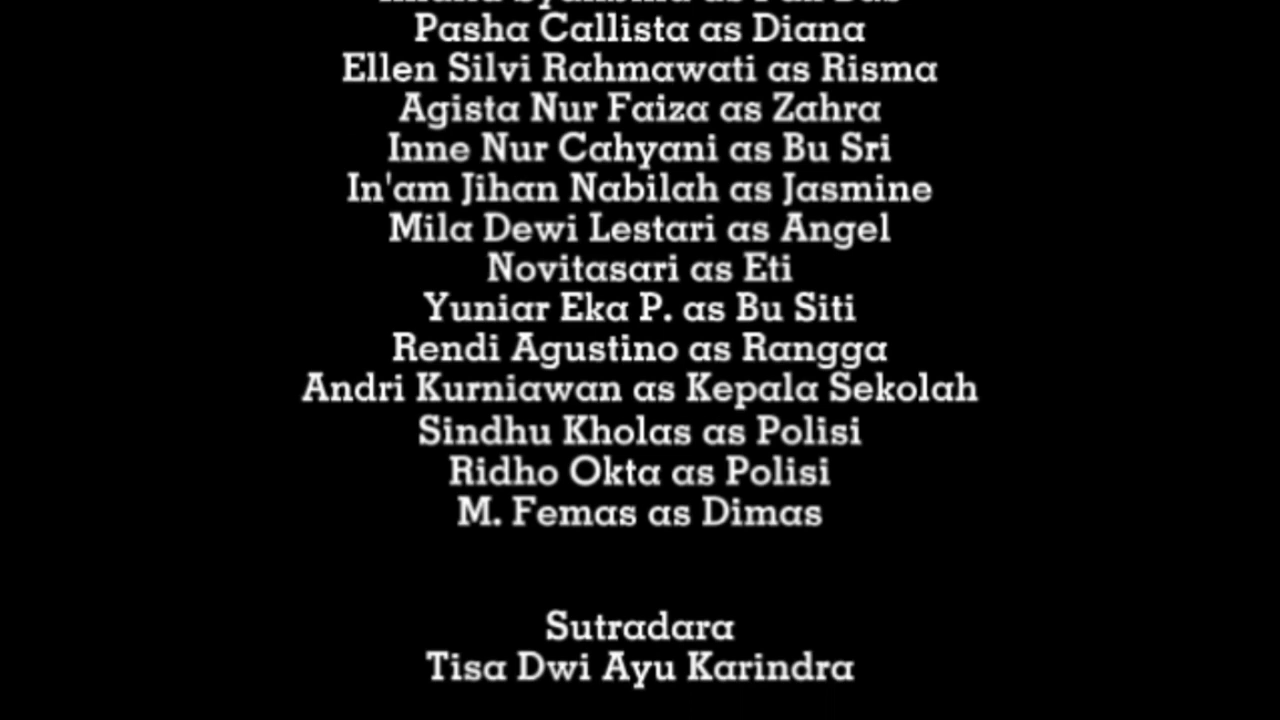 Pasha Callista as Diana
Ellen Silvi Rahmawati as Risma
Agista Nur Faiza as Zahra
Inne Nur Cahyani as Bu Sri
In'am Jihan Nabilah as Jasmine
Mila Dewi Lestari as Angel
Novitasari as Eti
Yuniar Eka P. as Bu Siti
Rendi Agustino as Rangga
Andri Kurniawan as Kepala Sekolah
Sindhu Kholas as Polisi
Ridho Okta as Polisi
M. Femas as Dimas
Sutradara
Tisa Dwi Ayu Karindra